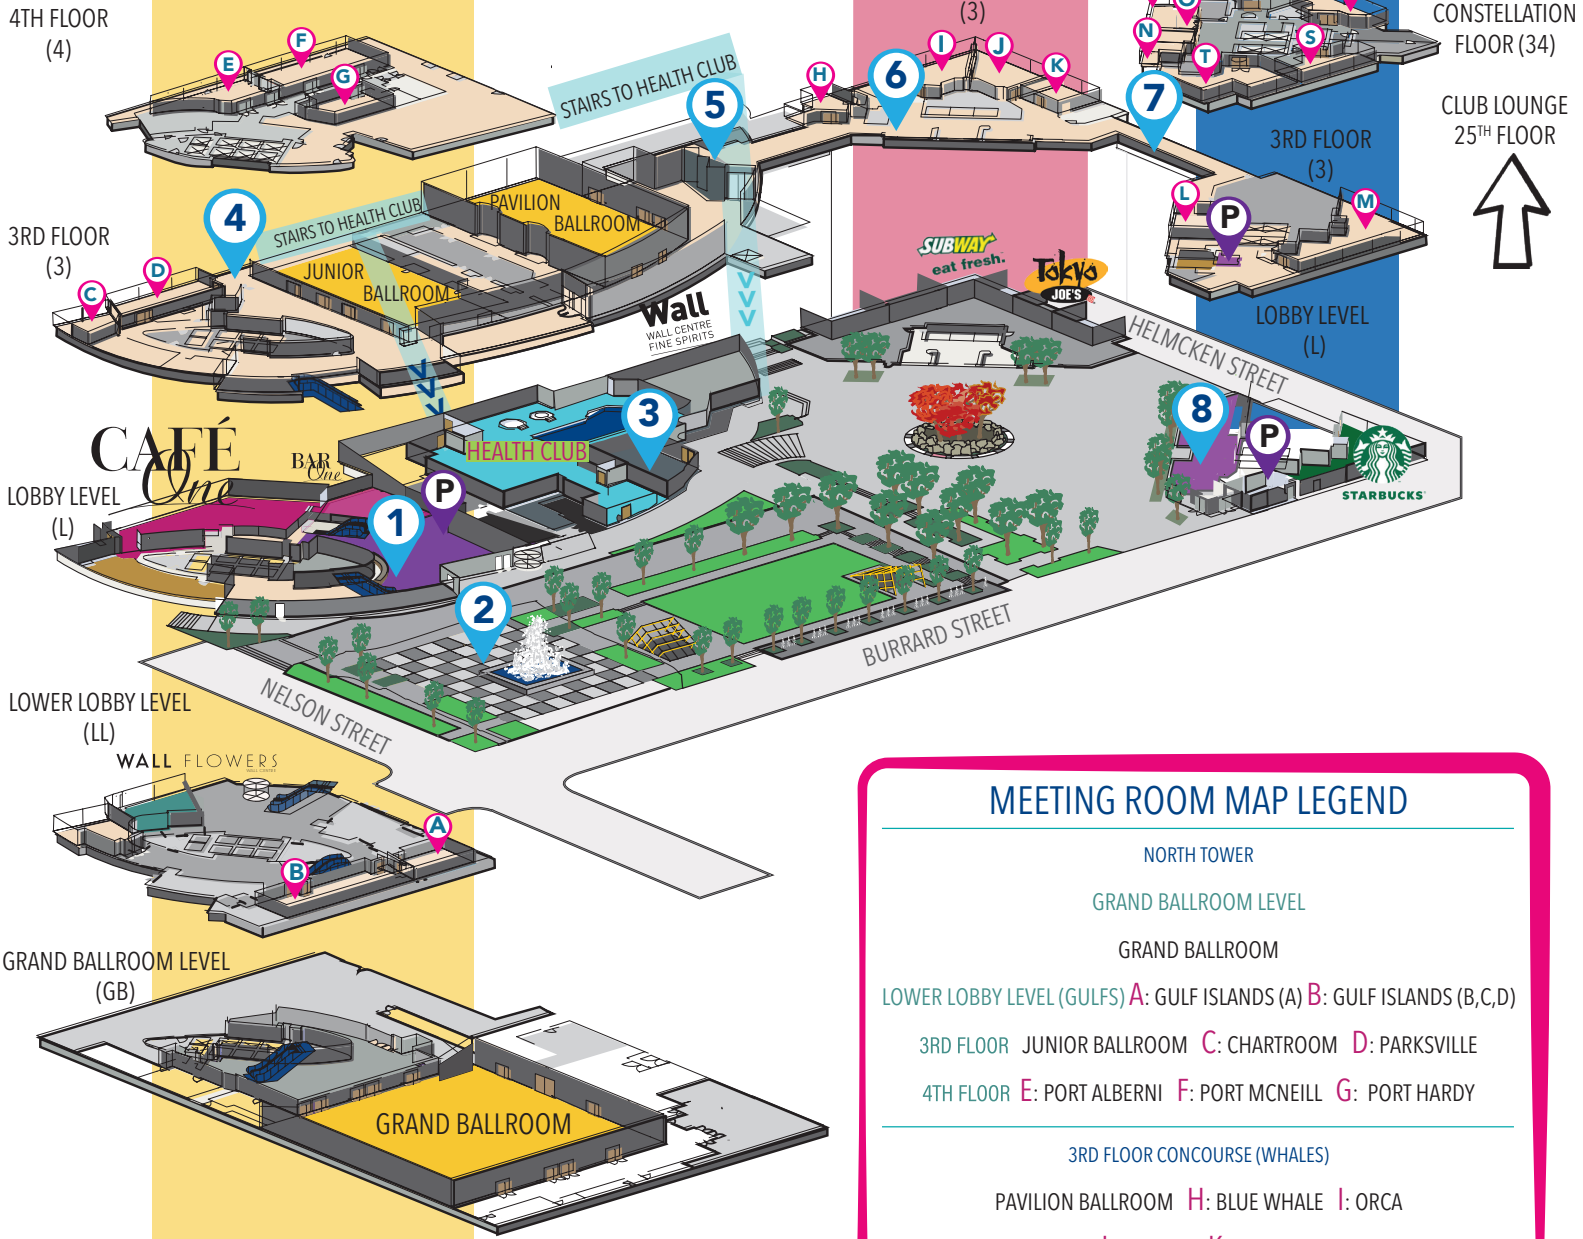 4TH FLOOR
(4)
E
F
G
(3)
CONSTELLATION
FLOOR (34)
N
T
S
STAIRS TO HEALTH CLUB
5
H
6
I
J
K
7
CLUB LOUNGE
25TH FLOOR
3RD FLOOR
(3)
L
P
M
3RD FLOOR
(3)
4
STAIRS TO HEALTH CLUB
PAVILION
BALLROOM
JUNIOR
BALLROOM
C
D
SUBWAY
eat fresh.
Tokyo
JOE'S
Wall
WALL CENTRE
FINE SPIRITS
HELMCKEN STREET
LOBBY LEVEL
(L)
CAFÉ
One
BAR
One
HEALTH CLUB
3
8
P
STARBUCKS
LOBBY LEVEL
(L)
P
1
2
BURRARD STREET
NELSON STREET
LOWER LOBBY LEVEL
(LL)
WALL FLOWERS
A
B
GRAND BALLROOM LEVEL
(GB)
GRAND BALLROOM
MEETING ROOM MAP LEGEND
NORTH TOWER
GRAND BALLROOM LEVEL
GRAND BALLROOM
LOWER LOBBY LEVEL (GULFS) A: GULF ISLANDS (A) B: GULF ISLANDS (B,C,D)
3RD FLOOR JUNIOR BALLROOM C: CHARTROOM D: PARKSVILLE
4TH FLOOR E: PORT ALBERNI F: PORT MCNEILL G: PORT HARDY
3RD FLOOR CONCOURSE (WHALES)
PAVILION BALLROOM H: BLUE WHALE I: ORCA